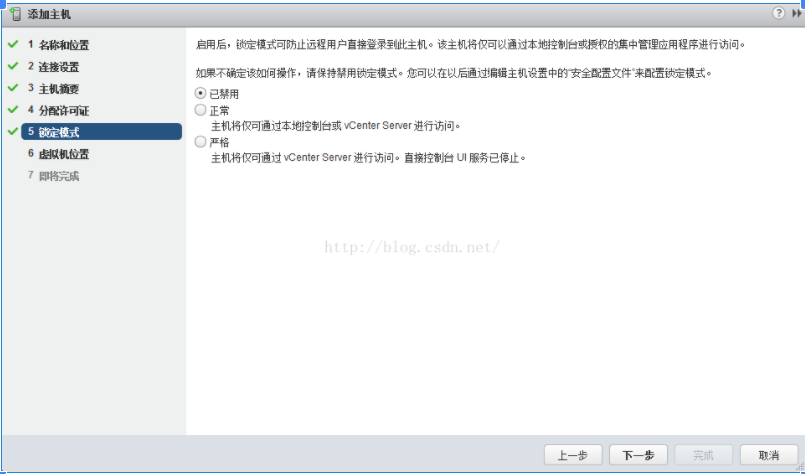 添加主机
1 名称和位置
2 连接设置
3 主机摘要
4 分配许可证
5 锁定模式
6 虚拟机位置
7 即将完成
启用后，锁定模式可防止远程用户直接登录到此主机。该主机将仅可以通过本地控制台或授权的集中管理应用程序进行访问。
如果不确定该如何操作，请保持禁用锁定模式。您可以在以后通过编辑主机设置中的“安全配置文件”来配置锁定模式。
已禁用
正常
主机将仅可通过本地控制台或 vCenter Server 进行访问。
严格
主机将仅可通过 vCenter Server 进行访问。直接控制台 UI 服务已停止。
http://blog.csdn.net/
上一步 下一步 完成 取消